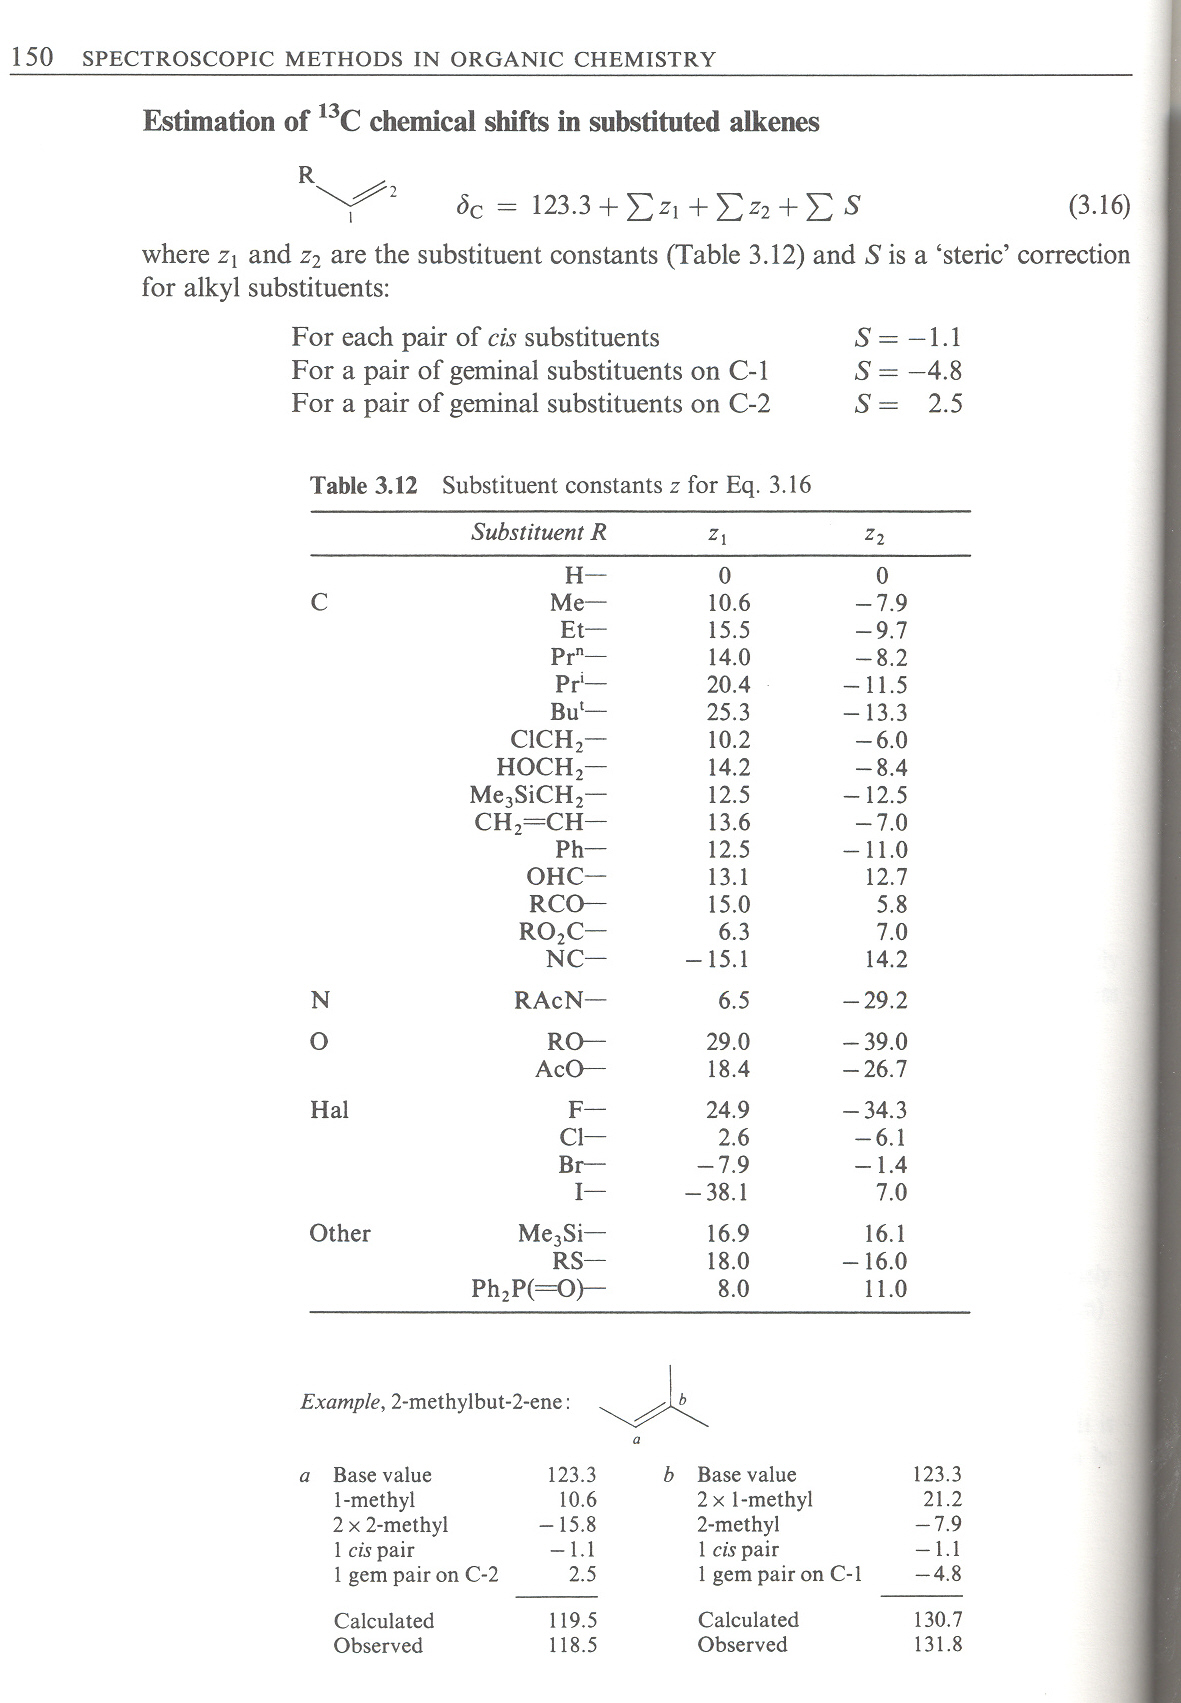 150 SPECTROSCOPIC METHODS IN ORGANIC CHEMISTRY
Estimation of ¹³C chemical shifts in substituted alkenes
R
2
1
δC = 123.3 + ∑ z₁ + ∑ z₂ + ∑ S (3.16)
where z₁ and z₂ are the substituent constants (Table 3.12) and S is a ‘steric’ correction
for alkyl substituents:
For each pair of cis substituents S = −1.1
For a pair of geminal substituents on C-1 S = −4.8
For a pair of geminal substituents on C-2 S = 2.5
Table 3.12 Substituent constants z for Eq. 3.16
Substituent R z₁ z₂
H— 0 0
C Me— 10.6 −7.9
Et— 15.5 −9.7
Prⁿ— 14.0 −8.2
Prⁱ— 20.4 −11.5
Buᵗ— 25.3 −13.3
ClCH₂— 10.2 −6.0
HOCH₂— 14.2 −8.4
Me₃SiCH₂— 12.5 −12.5
CH₂=CH— 13.6 −7.0
Ph— 12.5 −11.0
OHC— 13.1 12.7
RCO— 15.0 5.8
RO₂C— 6.3 7.0
NC— −15.1 14.2
N RAcN— 6.5 −29.2
O RO— 29.0 −39.0
AcO— 18.4 −26.7
Hal F— 24.9 −34.3
Cl— 2.6 −6.1
Br— −7.9 −1.4
I— −38.1 7.0
Other Me₃Si— 16.9 16.1
RS— 18.0 −16.0
Ph₂P(=O)— 8.0 11.0
Example, 2-methylbut-2-ene: b
a
a Base value 123.3 b Base value 123.3
1-methyl 10.6 2 x 1-methyl 21.2
2 x 2-methyl −15.8 2-methyl −7.9
1 cis pair −1.1 1 cis pair −1.1
1 gem pair on C-2 2.5 1 gem pair on C-1 −4.8
Calculated 119.5 Calculated 130.7
Observed 118.5 Observed 131.8